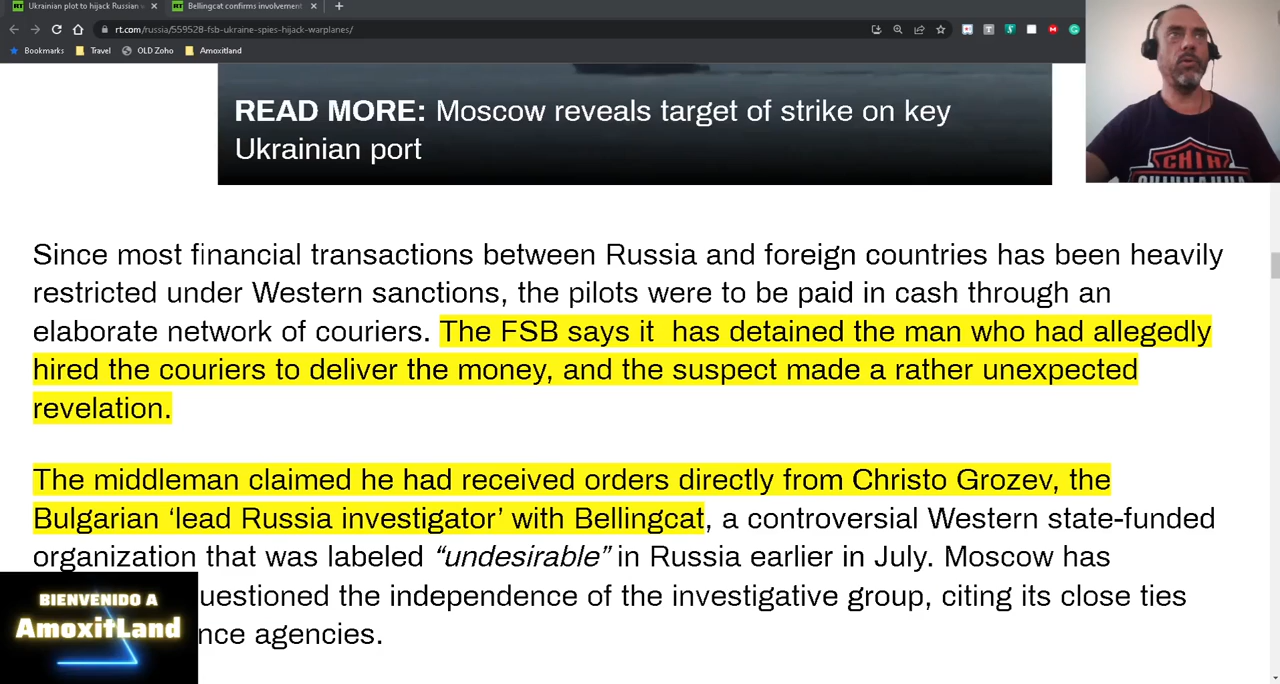 Ukrainian plot to hijack Russian
Bellingcat confirms involvement
rt.com/russia/559528-fsb-ukraine-spies-hijack-warplanes/
Bookmarks Travel OLD Zoho Amoxitland
READ MORE: Moscow reveals target of strike on key
Ukrainian port
CHIH
CHIHUAHUA
Since most financial transactions between Russia and foreign countries has been heavily
restricted under Western sanctions, the pilots were to be paid in cash through an
elaborate network of couriers. The FSB says it has detained the man who had allegedly
hired the couriers to deliver the money, and the suspect made a rather unexpected
revelation.
The middleman claimed he had received orders directly from Christo Grozev, the
Bulgarian ‘lead Russia investigator’ with Bellingcat, a controversial Western state-funded
organization that was labeled “undesirable” in Russia earlier in July. Moscow has
uestioned the independence of the investigative group, citing its close ties
nce agencies.
BIENVENIDO A
AmoxitLand